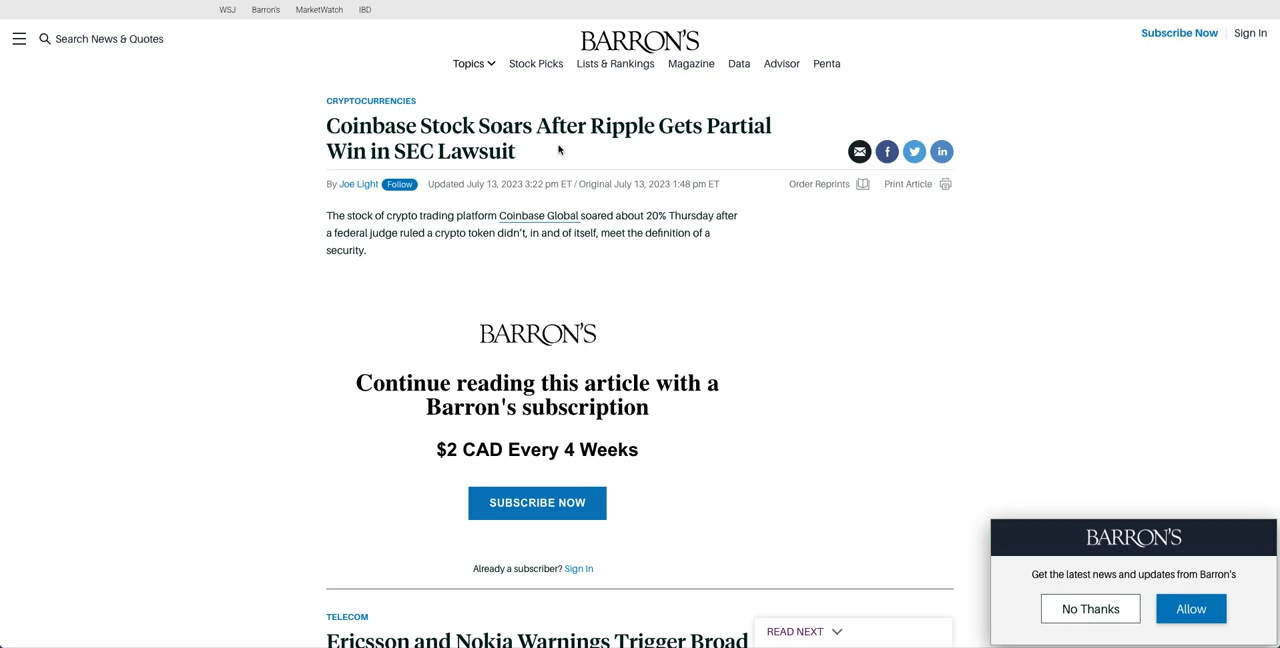 WSJ Barron's MarketWatch IBD
Search News & Quotes
BARRON'S
Subscribe Now Sign In
Topics Stock Picks Lists & Rankings Magazine Data Advisor Penta
CRYPTOCURRENCIES
Coinbase Stock Soars After Ripple Gets Partial
Win in SEC Lawsuit
By Joe Light Follow Updated July 13, 2023 3:22 pm ET / Original July 13, 2023 1:48 pm ET
Order Reprints Print Article
The stock of crypto trading platform Coinbase Global soared about 20% Thursday after
a federal judge ruled a crypto token didn't, in and of itself, meet the definition of a
security.
BARRON'S
Continue reading this article with a
Barron's subscription
$2 CAD Every 4 Weeks
SUBSCRIBE NOW
Already a subscriber? Sign In
TELECOM
Ericsson and Nokia Warnings Trigger Broad
READ NEXT
BARRON'S
Get the latest news and updates from Barron's
No Thanks Allow